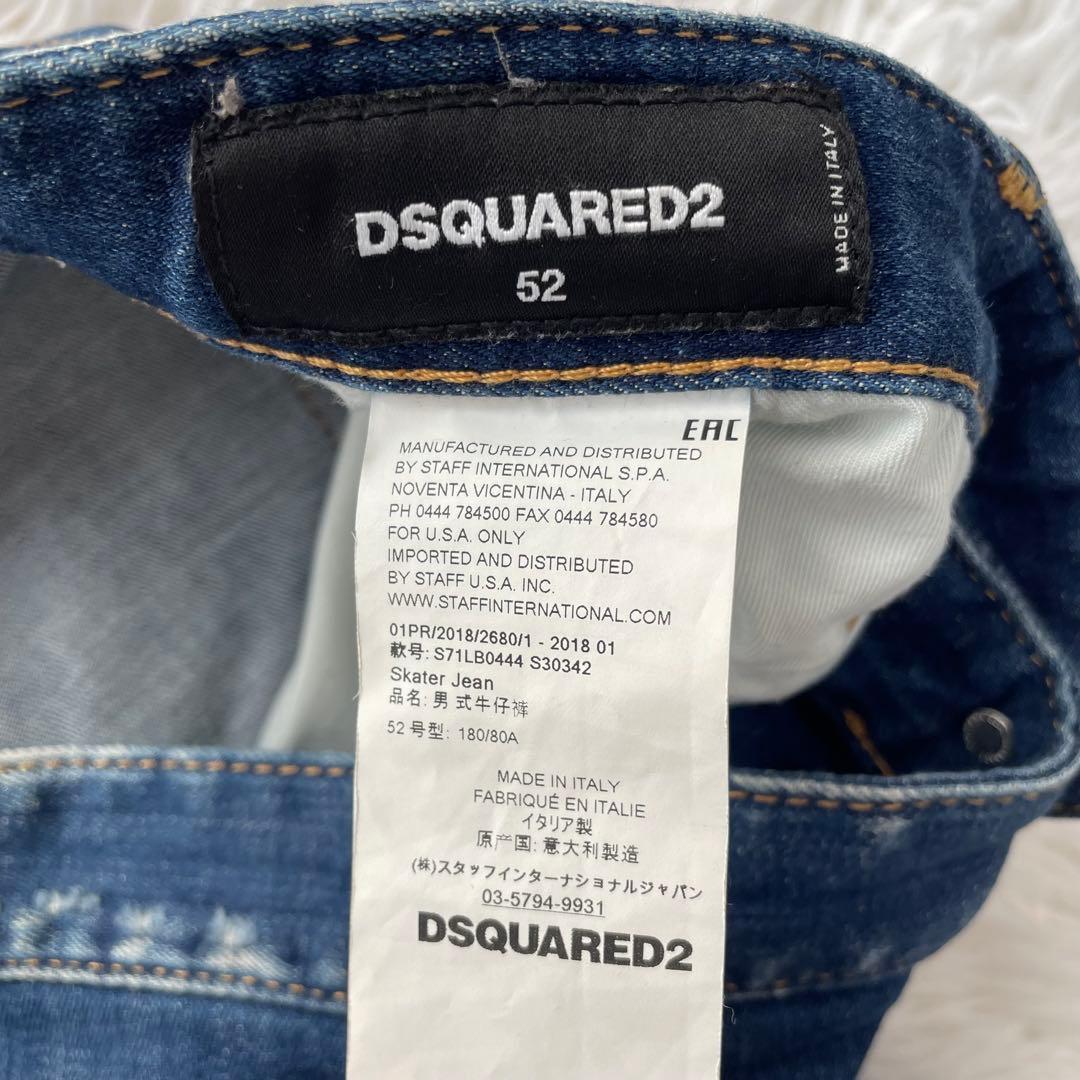 DSQUARED2
52
MADE IN ITALY
EAC
MANUFACTURED AND DISTRIBUTED
BY STAFF INTERNATIONAL S.P.A.
NOVENTA VICENTINA - ITALY
PH 0444 784500 FAX 0444 784580
FOR U.S.A. ONLY
IMPORTED AND DISTRIBUTED
BY STAFF U.S.A. INC.
WWW.STAFFINTERNATIONAL.COM
01PR/2018/2680/1 - 2018 01
款号: S71LB0444 S30342
Skater Jean
品名: 男 式牛仔裤
52 号型: 180/80A
MADE IN ITALY
FABRIQUÉ EN ITALIE
イタリア製
原产国: 意大利製造
(株)スタッフインターナショナルジャパン
03-5794-9931
DSQUARED2